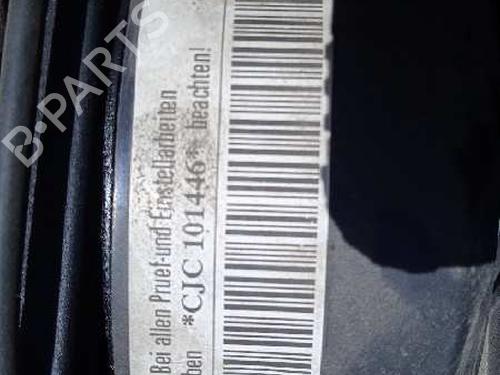 B-PARTS
Bei allen Pruef-und Einstellarbeiten
ben *CJC 101446* beachten!